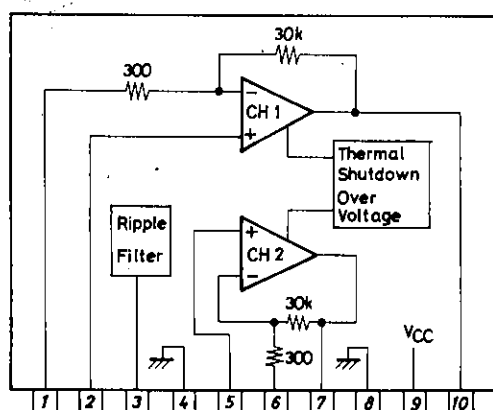 30k
300
−
CH 1
+
Thermal
Shutdown
Over
Voltage
Ripple
Filter
+
CH 2
−
30k
300
VCC
1 2 3 4 5 6 7 8 9 10